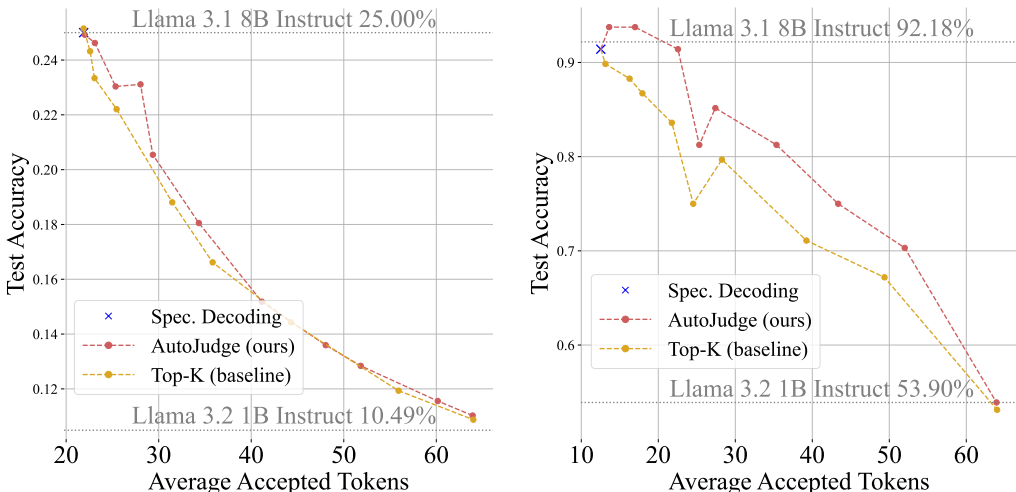 Llama 3.1 8B Instruct 25.00%
0.24
0.22
0.20
0.18
0.16
0.14
0.12
Test Accuracy
Spec. Decoding
AutoJudge (ours)
Top-K (baseline)
Llama 3.2 1B Instruct 10.49%
20 30 40 50 60
Average Accepted Tokens
Llama 3.1 8B Instruct 92.18%
0.9
0.8
0.7
0.6
Test Accuracy
Spec. Decoding
AutoJudge (ours)
Top-K (baseline)
Llama 3.2 1B Instruct 53.90%
10 20 30 40 50 60
Average Accepted Tokens